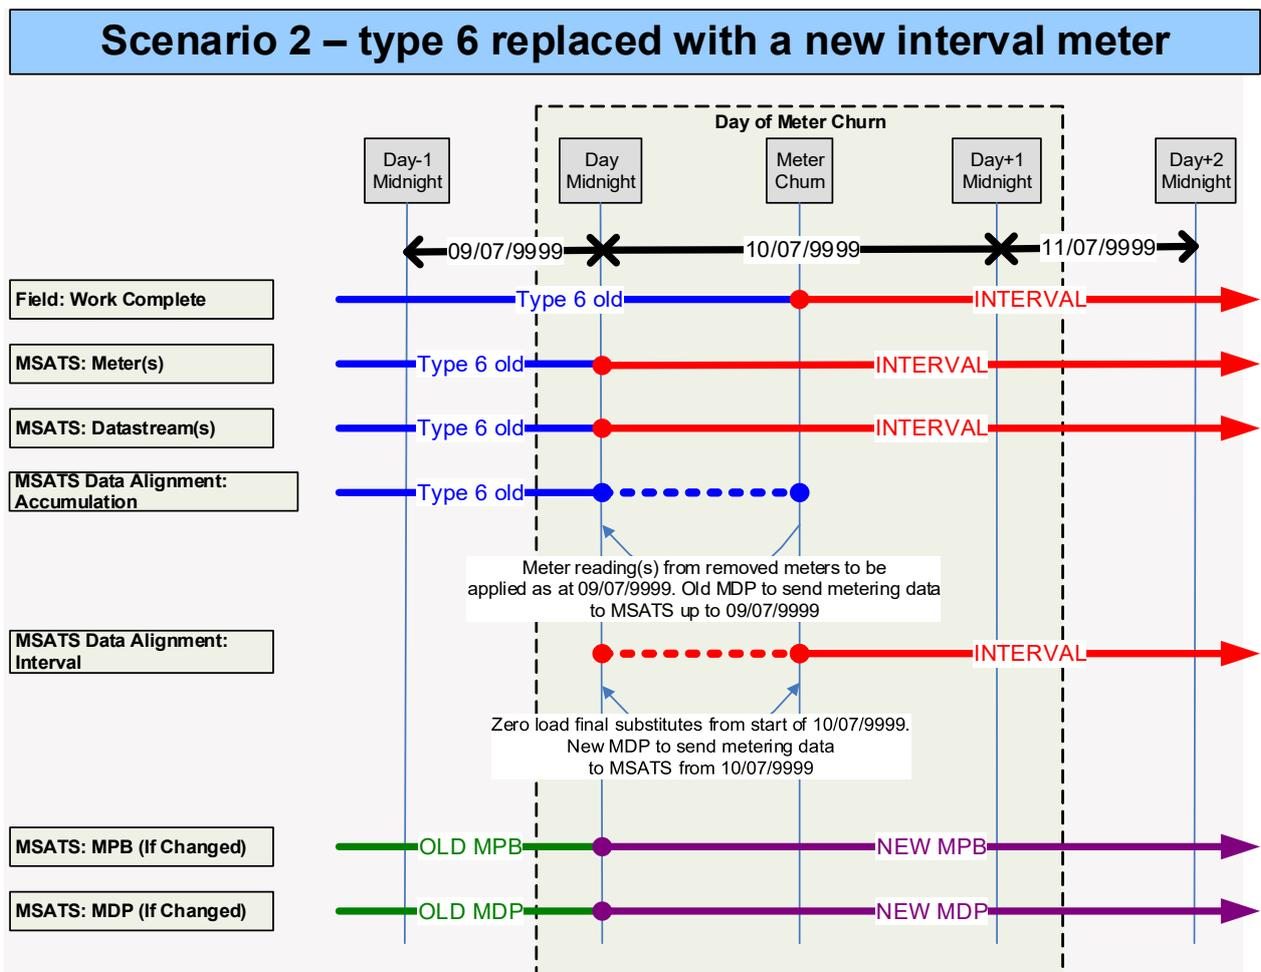 Scenario 2 – type 6 replaced with a new interval meter
Day of Meter Churn
Day-1
Midnight
Day
Midnight
Meter
Churn
Day+1
Midnight
Day+2
Midnight
09/07/9999
10/07/9999
11/07/9999
Field: Work Complete
Type 6 old
INTERVAL
MSATS: Meter(s)
Type 6 old
INTERVAL
MSATS: Datastream(s)
Type 6 old
INTERVAL
MSATS Data Alignment:
Accumulation
Type 6 old
Meter reading(s) from removed meters to be
applied as at 09/07/9999. Old MDP to send metering data
to MSATS up to 09/07/9999
MSATS Data Alignment:
Interval
INTERVAL
Zero load final substitutes from start of 10/07/9999.
New MDP to send metering data
to MSATS from 10/07/9999
MSATS: MPB (If Changed)
OLD MPB
NEW MPB
MSATS: MDP (If Changed)
OLD MDP
NEW MDP